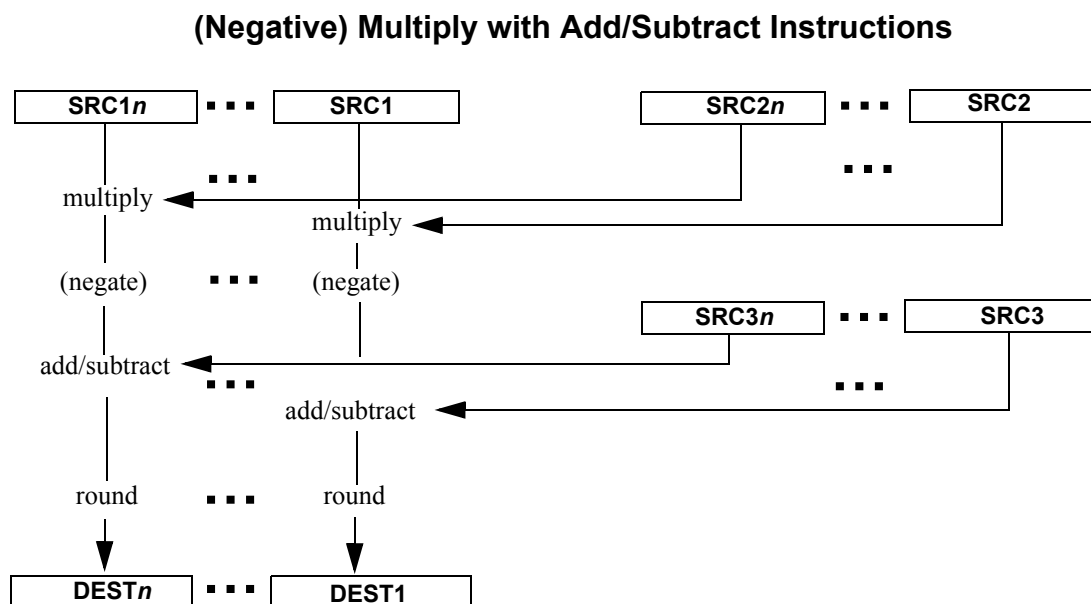 (Negative) Multiply with Add/Subtract Instructions
SRC1n ... SRC1 SRC2n ... SRC2
... ...
multiply
multiply
(negate) ... (negate)
SRC3n ... SRC3
add/subtract
... ...
add/subtract
round ... round
DESTn ... DEST1